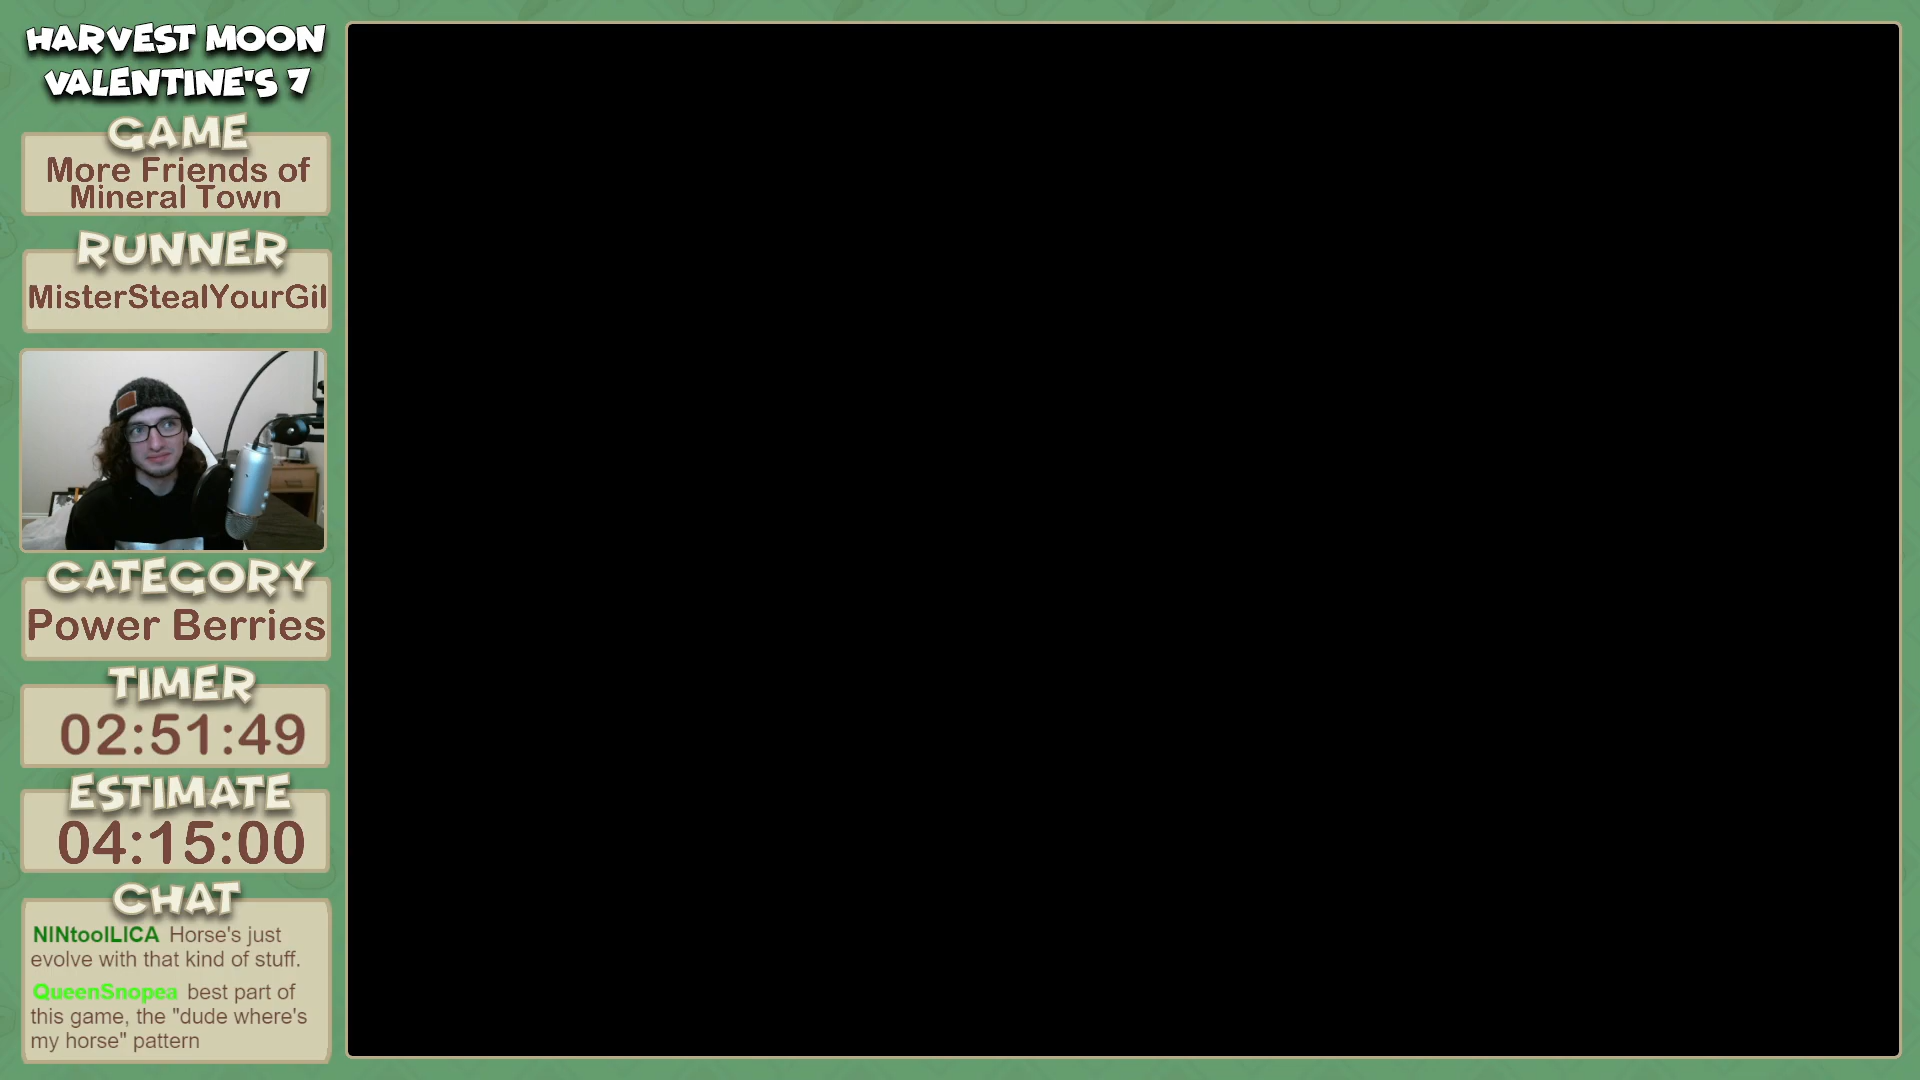 HARVEST MOON
VALENTINE'S 7
GAME
More Friends of
Mineral Town
RUNNER
MisterStealYourGil
CATEGORY
Power Berries
TIMER
02:51:49
ESTIMATE
04:15:00
CHAT
NINtoolLICA Horse's just
evolve with that kind of stuff.
QueenSnopea best part of
this game, the "dude where's
my horse" pattern